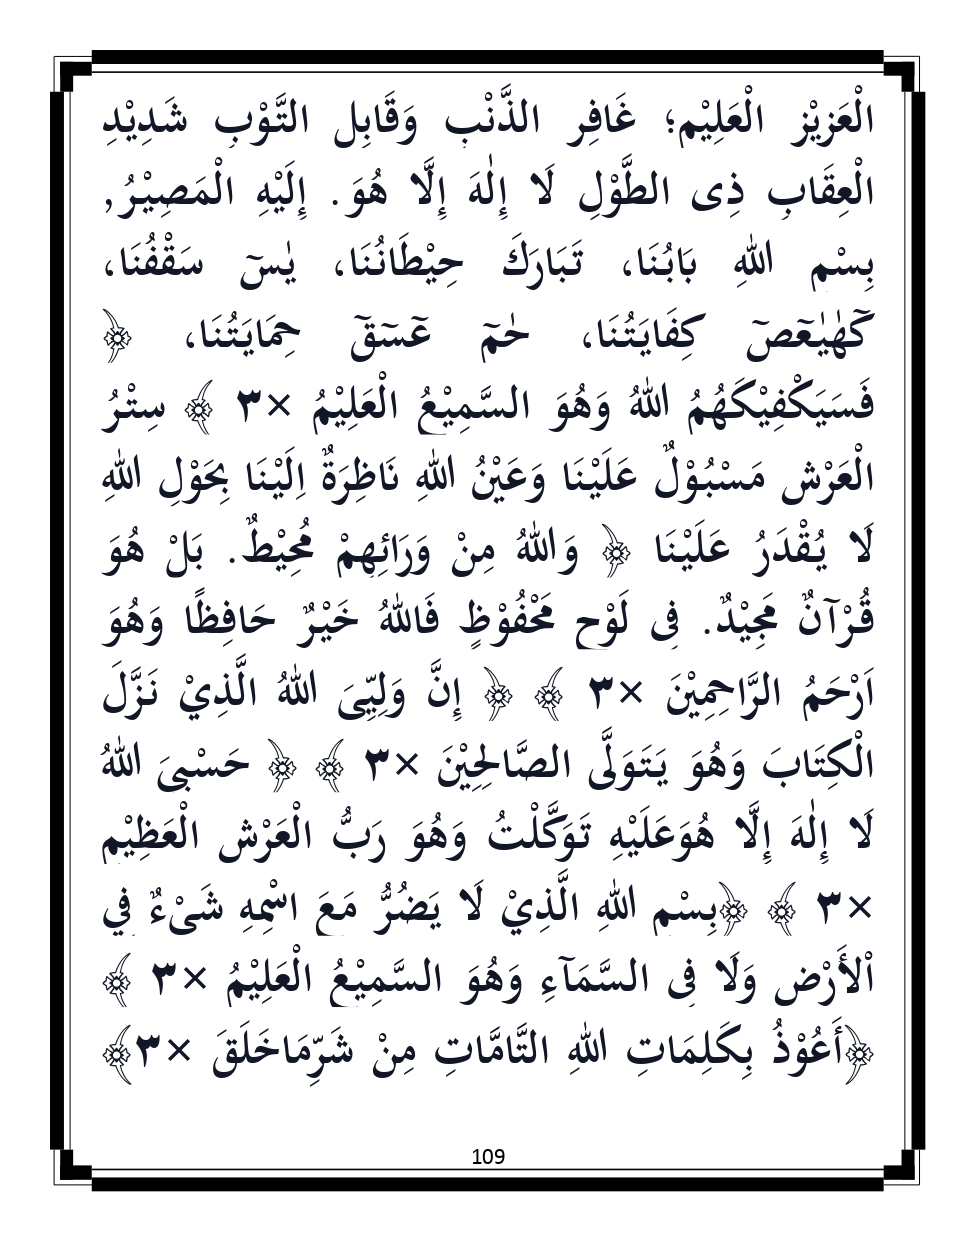 الْعَزِيْزِ الْعَلِيْمِ؛ غَافِرِ الذَّنْبِ وَقَابِلِ التَّوْبِ شَدِيْدِ
الْعِقَابِ ذِى الطَّوْلِ لَا إِلٰهَ إِلَّا هُوَ. إِلَيْهِ الْمَصِيْرُ,
بِسْمِ اللهِ بَابُنَا، تَبَارَكَ حِيْطَانُنَا، يٰسٓ سَقْفُنَا،
كٓهٰيٰعٓصٓ كِفَايَتُنَا، حٰمٓ عٓسٓقٓ حِمَايَتُنَا، ﴿
فَسَيَكْفِيْكَهُمُ اللهُ وَهُوَ السَّمِيْعُ الْعَلِيْمُ ×٣ ﴾ سِتْرُ
الْعَرْشِ مَسْبُوْلٌ عَلَيْنَا وَعَيْنُ اللهِ نَاظِرَةٌ اِلَيْنَا بِحَوْلِ اللهِ
لَا يُقْدَرُ عَلَيْنَا ﴿ وَاللهُ مِنْ وَرَائِهِمْ مُحِيْطٌ. بَلْ هُوَ
قُرْآنٌ مَجِيْدٌ. فِى لَوْحٍ مَحْفُوْظٍ فَاللهُ خَيْرٌ حَافِظًا وَهُوَ
اَرْحَمُ الرَّاحِمِيْنَ ×٣ ﴾ ﴿ إِنَّ وَلِيِّىَ اللهُ الَّذِيْ نَزَّلَ
الْكِتَابَ وَهُوَ يَتَوَلَّى الصَّالِحِيْنَ ×٣ ﴾ ﴿ حَسْبِىَ اللهُ
لَا إِلٰهَ إِلَّا هُوَعَلَيْهِ تَوَكَّلْتُ وَهُوَ رَبُّ الْعَرْشِ الْعَظِيْمِ
×٣ ﴾ ﴿بِسْمِ اللهِ الَّذِيْ لَا يَضُرُّ مَعَ اسْمِهِ شَىْءٌ فِي
اْلأَرْضِ وَلَا فِى السَّمَآءِ وَهُوَ السَّمِيْعُ الْعَلِيْمُ ×٣ ﴾
﴿أَعُوْذُ بِكَلِمَاتِ اللهِ التَّامَّاتِ مِنْ شَرِّمَاخَلَقَ ×٣﴾
109